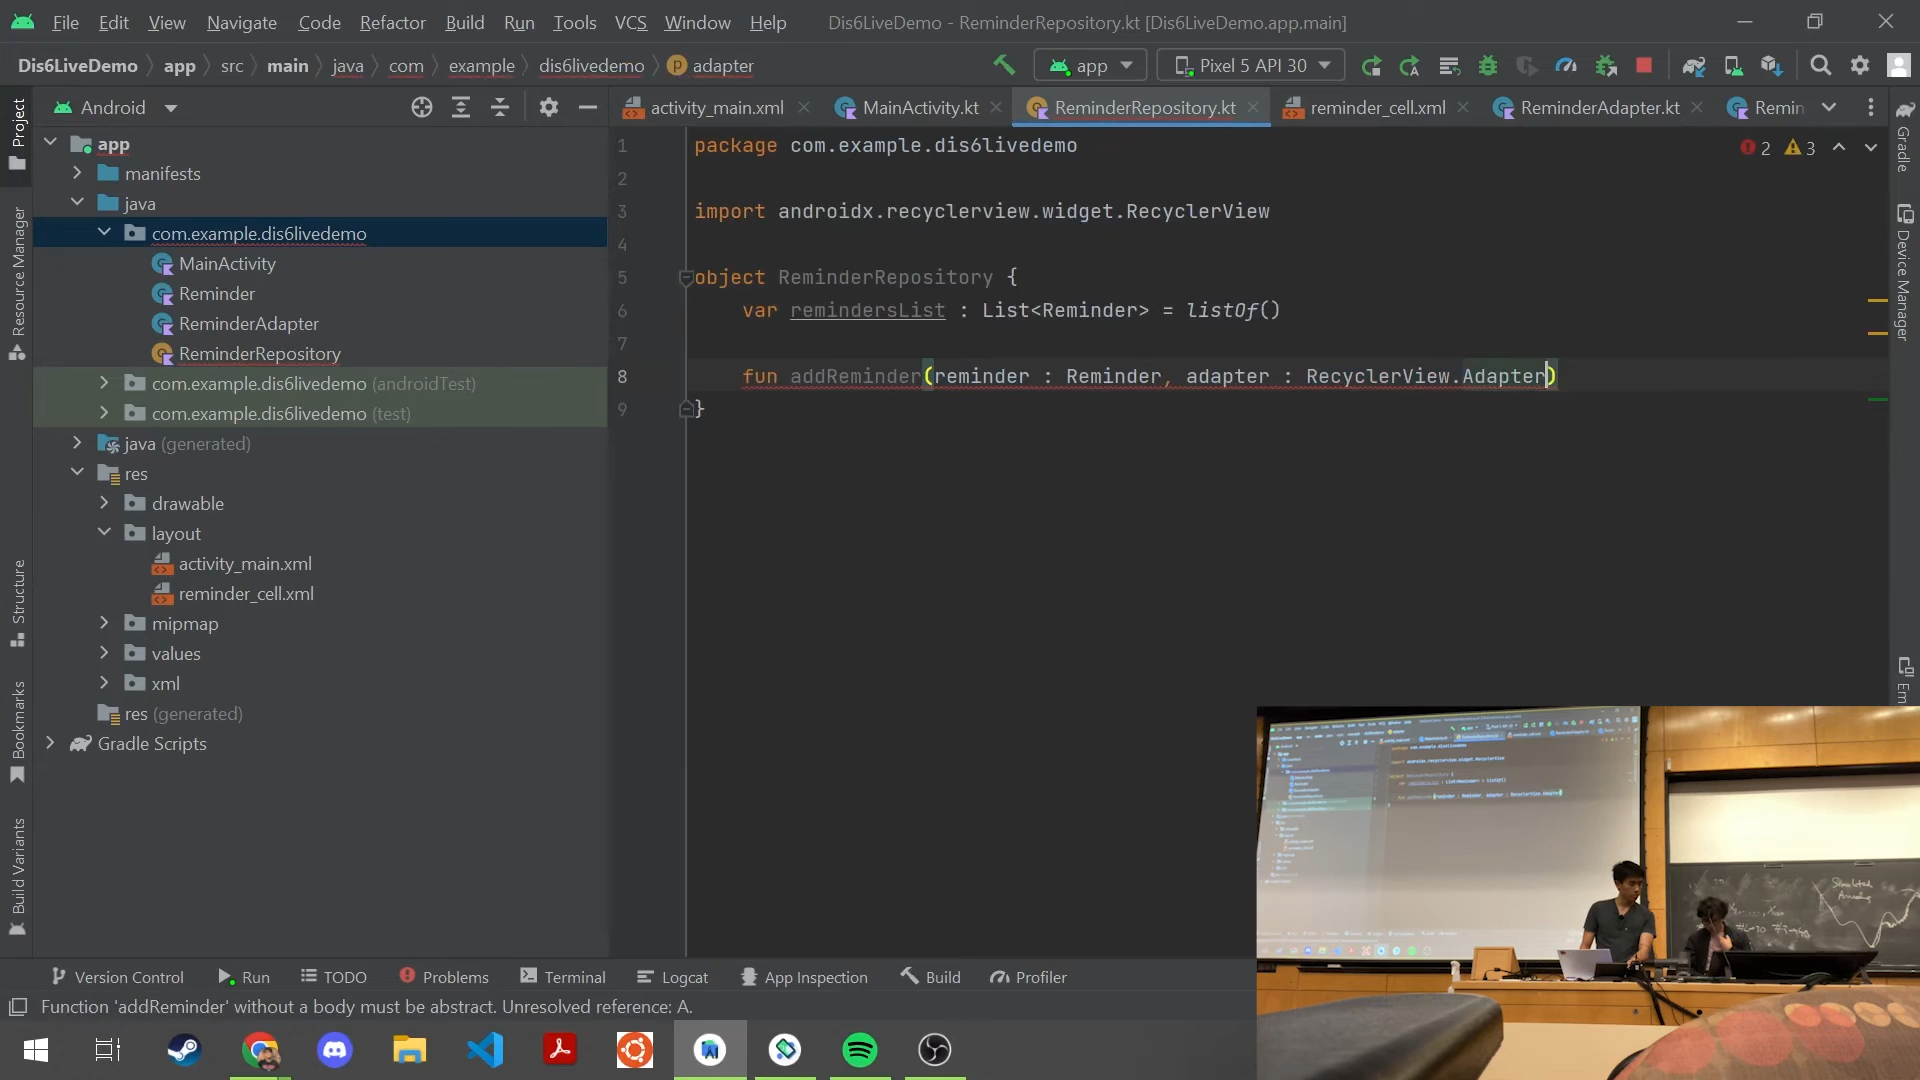 File Edit View Navigate Code Refactor Build Run Tools VCS Window Help Dis6LiveDemo - ReminderRepository.kt [Dis6LiveDemo.app.main]
Dis6LiveDemo app src main java com example dis6livedemo adapter app Pixel 5 API 30
Android
activity_main.xml MainActivity.kt ReminderRepository.kt reminder_cell.xml ReminderAdapter.kt Remin
Project
Resource Manager
Structure
Bookmarks
Build Variants
app
manifests
java
com.example.dis6livedemo
MainActivity
Reminder
ReminderAdapter
ReminderRepository
com.example.dis6livedemo (androidTest)
com.example.dis6livedemo (test)
java (generated)
res
drawable
layout
activity_main.xml
reminder_cell.xml
mipmap
values
xml
res (generated)
Gradle Scripts
1 package com.example.dis6livedemo
2
3 import androidx.recyclerview.widget.RecyclerView
4
5 object ReminderRepository {
6 var remindersList : List<Reminder> = listOf()
7
8 fun addReminder(reminder : Reminder, adapter : RecyclerView.Adapter)
9 }
2 3
Gradle
Device Manager
Em
Simulated
Annealing
Version Control Run TODO Problems Terminal Logcat App Inspection Build Profiler
Function 'addReminder' without a body must be abstract. Unresolved reference: A.